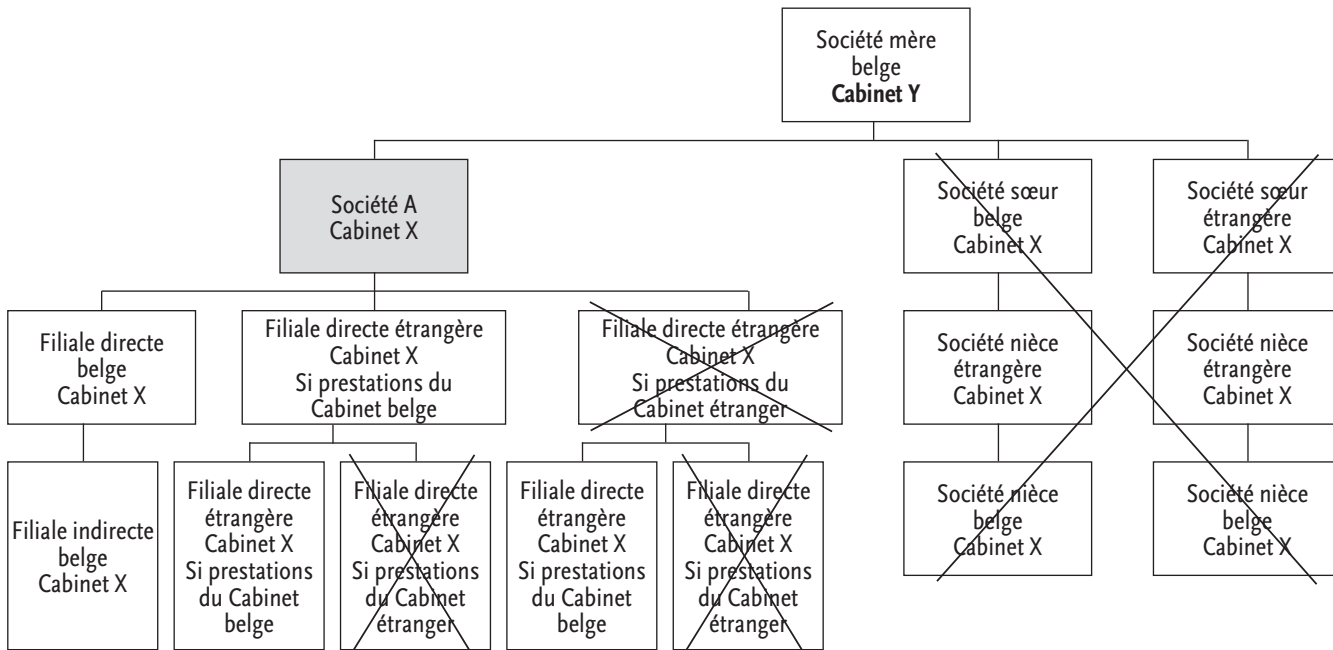 Société mère
belge
Cabinet Y
Société A
Cabinet X
Société sœur
belge
Cabinet X
Société sœur
étrangère
Cabinet X
Filiale directe
belge
Cabinet X
Filiale directe étrangère
Cabinet X
Si prestations du
Cabinet belge
Filiale directe étrangère
Cabinet X
Si prestations du
Cabinet étranger
Société nièce
étrangère
Cabinet X
Société nièce
étrangère
Cabinet X
Filiale indirecte
belge
Cabinet X
Filiale directe
étrangère
Cabinet X
Si prestations
du Cabinet
belge
Filiale directe
étrangère
Cabinet X
Si prestations
du Cabinet
étranger
Filiale directe
étrangère
Cabinet X
Si prestations
du Cabinet
belge
Filiale directe
étrangère
Cabinet X
Si prestations
du Cabinet
étranger
Société nièce
belge
Cabinet X
Société nièce
belge
Cabinet X